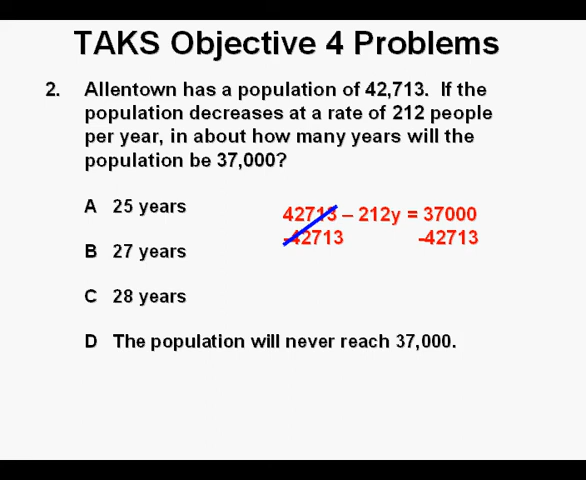 TAKS Objective 4 Problems
2. Allentown has a population of 42,713. If the
population decreases at a rate of 212 people
per year, in about how many years will the
population be 37,000?
A 25 years
42713 – 212y = 37000
-42713 -42713
B 27 years
C 28 years
D The population will never reach 37,000.